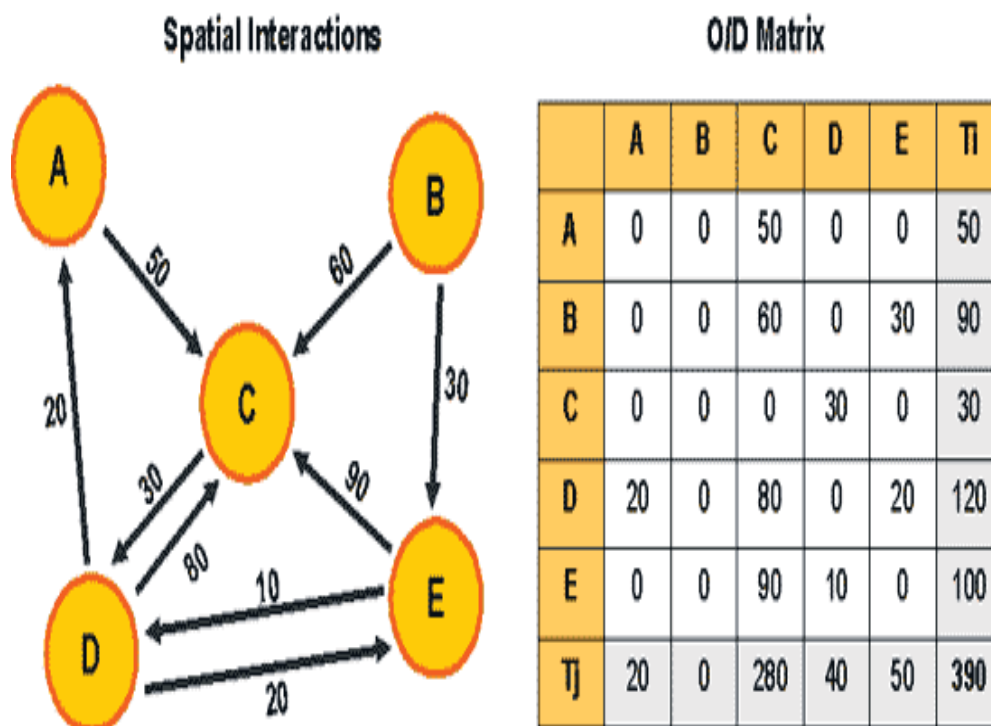 Spatial Interactions
A
B
50
60
C
30
20
30
90
80
10
D
E
20
O/D Matrix
A B C D E Ti
A 0 0 50 0 0 50
B 0 0 60 0 30 90
C 0 0 0 30 0 30
D 20 0 80 0 20 120
E 0 0 90 10 0 100
Tj 20 0 280 40 50 390